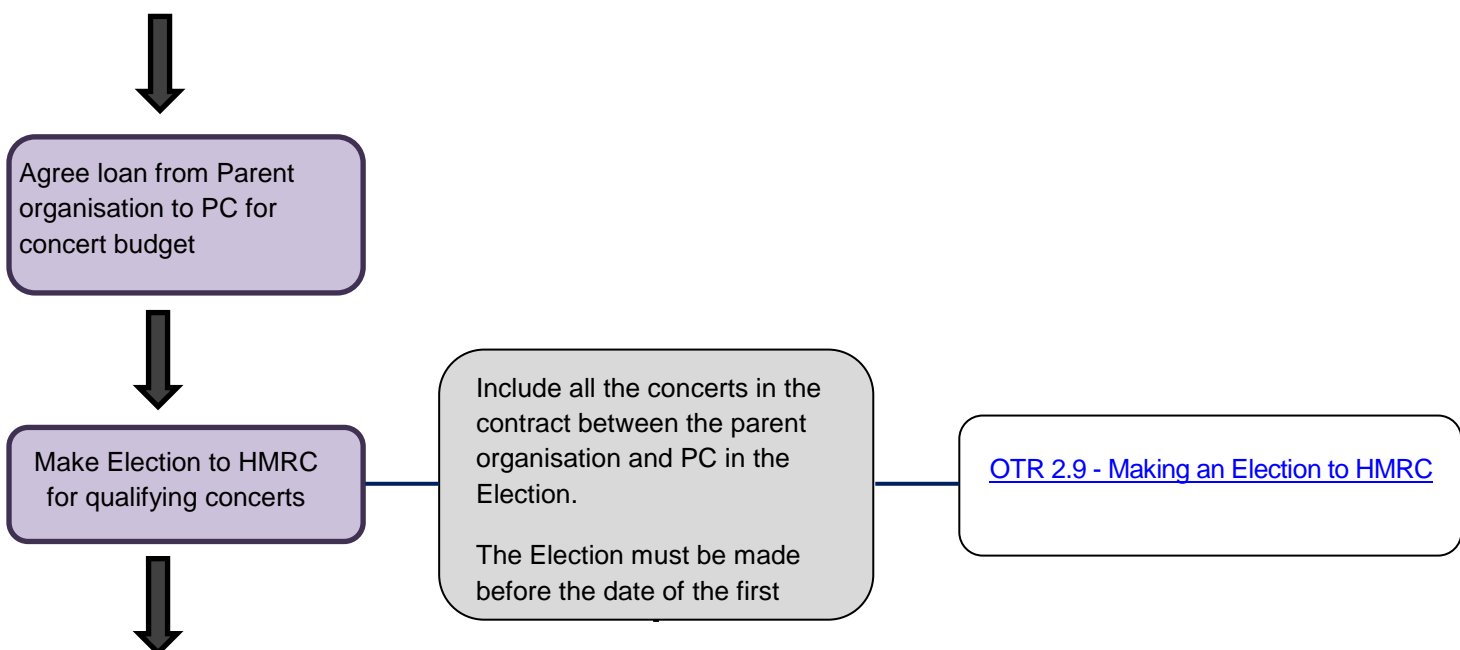 Agree loan from Parent
organisation to PC for
concert budget
Make Election to HMRC
for qualifying concerts
Include all the concerts in the
contract between the parent
organisation and PC in the
Election.
The Election must be made
before the date of the first
OTR 2.9 - Making an Election to HMRC